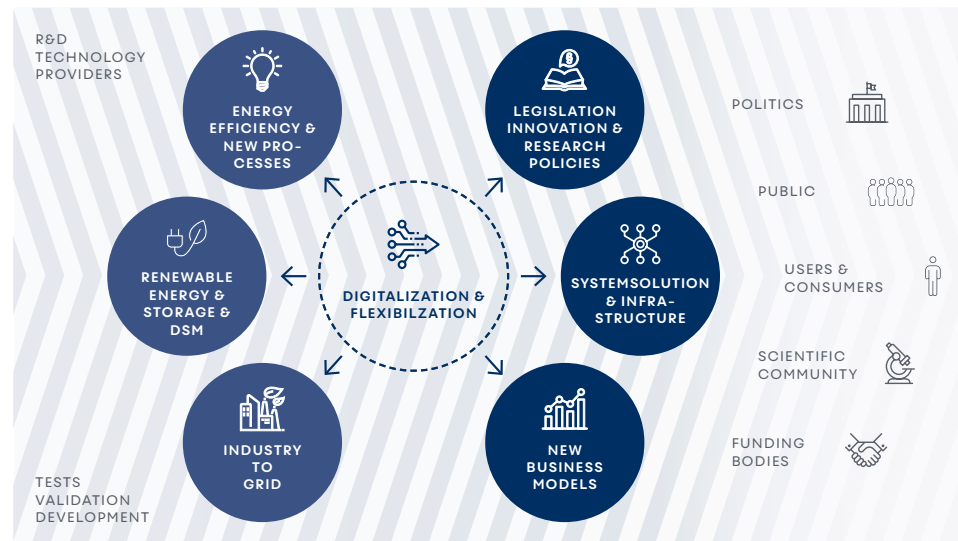 R&D
TECHNOLOGY
PROVIDERS
ENERGY
EFFICIENCY &
NEW PRO-
CESSES
LEGISLATION
INNOVATION &
RESEARCH
POLICIES
POLITICS
PUBLIC
RENEWABLE
ENERGY &
STORAGE &
DSM
DIGITALIZATION &
FLEXIBILZATION
SYSTEMSOLUTION
& INFRA-
STRUCTURE
USERS &
CONSUMERS
SCIENTIFIC
COMMUNITY
INDUSTRY
TO
GRID
NEW
BUSINESS
MODELS
FUNDING
BODIES
TESTS
VALIDATION
DEVELOPMENT